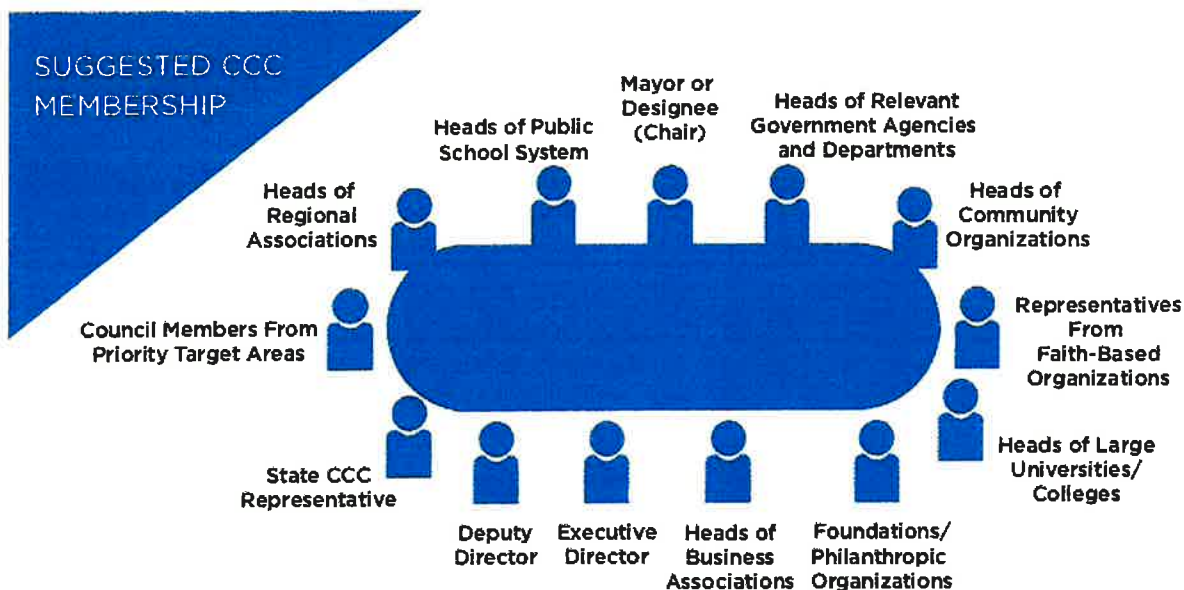 SUGGESTED CCC
MEMBERSHIP
Mayor or
Designee
(Chair)
Heads of Public
School System
Heads of Relevant
Government Agencies
and Departments
Heads of
Regional
Associations
Heads of
Community
Organizations
Council Members From
Priority Target Areas
Representatives
From
Faith-Based
Organizations
State CCC
Representative
Heads of Large
Universities/
Colleges
Deputy
Director
Executive
Director
Heads of
Business
Associations
Foundations/
Philanthropic
Organizations